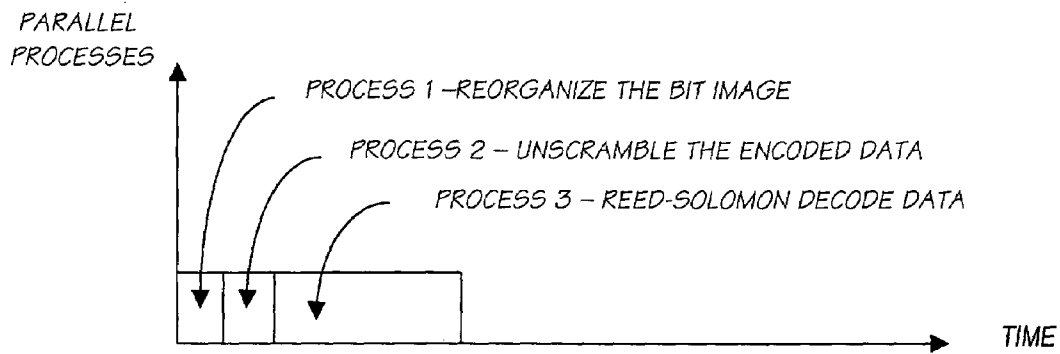 PARALLEL
PROCESSES
PROCESS 1 –REORGANIZE THE BIT IMAGE
PROCESS 2 – UNSCRAMBLE THE ENCODED DATA
PROCESS 3 – REED-SOLOMON DECODE DATA
TIME